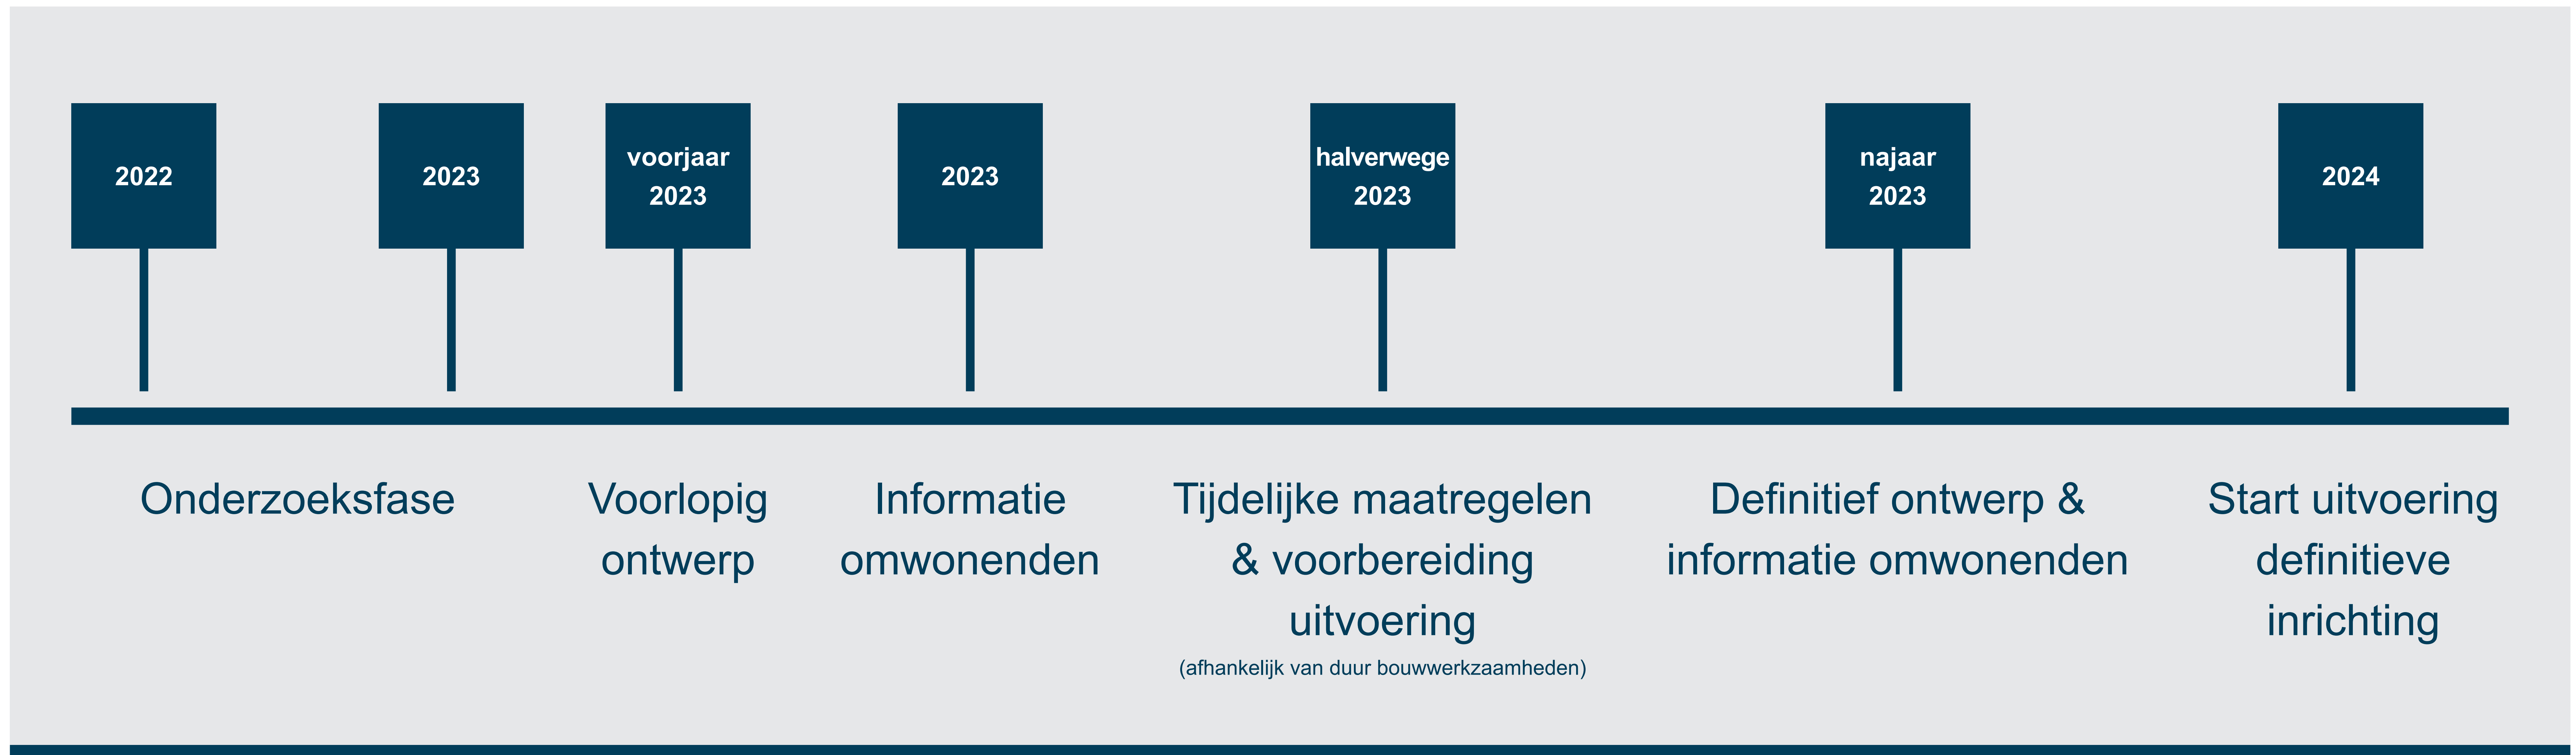 2022
2023
voorjaar
2023
2023
halverwege
2023
najaar
2023
2024
Onderzoeksfase
Voorlopig
ontwerp
Informatie
omwonenden
Tijdelijke maatregelen
& voorbereiding
uitvoering
(afhankelijk van duur bouwwerkzaamheden)
Definitief ontwerp &
informatie omwonenden
Start uitvoering
definitieve
inrichting